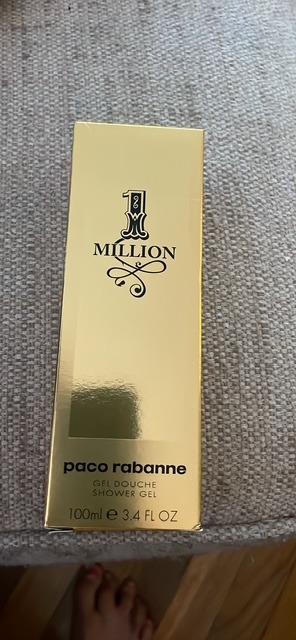 1
MILLION
paco rabanne
GEL DOUCHE
SHOWER GEL
100ml e 3.4 FL OZ